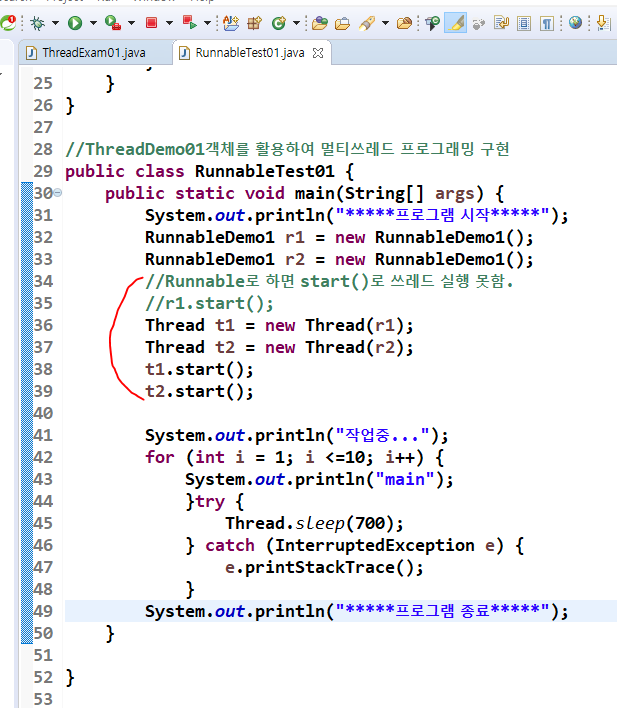 ThreadExam01.java
RunnableTest01.java
25 }
26 }
27
28 //ThreadDemo01객체를 활용하여 멀티쓰레드 프로그래밍 구현
29 public class RunnableTest01 {
30 public static void main(String[] args) {
31 System.out.println("*****프로그램 시작*****");
32 RunnableDemo1 r1 = new RunnableDemo1();
33 RunnableDemo1 r2 = new RunnableDemo1();
34 //Runnable로 하면 start()로 쓰레드 실행 못함.
35 //r1.start();
36 Thread t1 = new Thread(r1);
37 Thread t2 = new Thread(r2);
38 t1.start();
39 t2.start();
40
41 System.out.println("작업중...");
42 for (int i = 1; i <=10; i++) {
43 System.out.println("main");
44 }try {
45 Thread.sleep(700);
46 } catch (InterruptedException e) {
47 e.printStackTrace();
48 }
49 System.out.println("*****프로그램 종료*****");
50 }
51
52 }
53